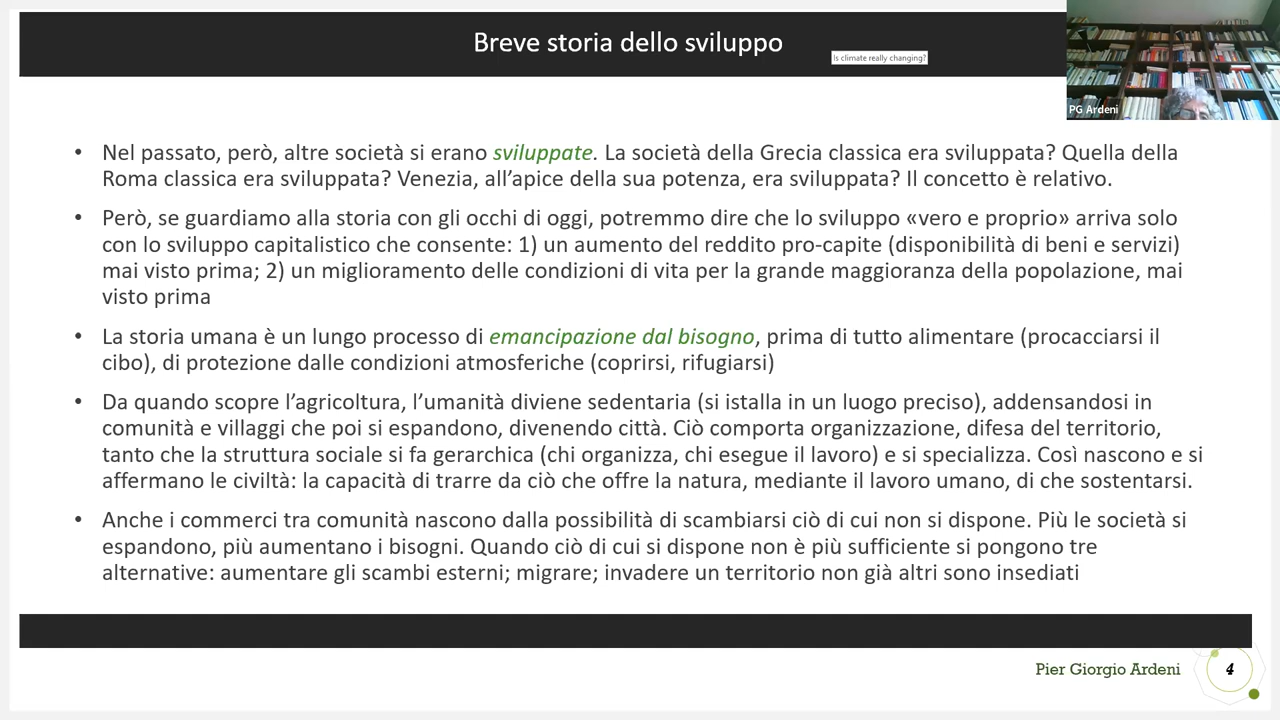 Breve storia dello sviluppo
Is climate really changing?
PG Ardeni
• Nel passato, però, altre società si erano sviluppate. La società della Grecia classica era sviluppata? Quella della
Roma classica era sviluppata? Venezia, all’apice della sua potenza, era sviluppata? Il concetto è relativo.
• Però, se guardiamo alla storia con gli occhi di oggi, potremmo dire che lo sviluppo «vero e proprio» arriva solo
con lo sviluppo capitalistico che consente: 1) un aumento del reddito pro-capite (disponibilità di beni e servizi)
mai visto prima; 2) un miglioramento delle condizioni di vita per la grande maggioranza della popolazione, mai
visto prima
• La storia umana è un lungo processo di emancipazione dal bisogno, prima di tutto alimentare (procacciarsi il
cibo), di protezione dalle condizioni atmosferiche (coprirsi, rifugiarsi)
• Da quando scopre l’agricoltura, l’umanità diviene sedentaria (si istalla in un luogo preciso), addensandosi in
comunità e villaggi che poi si espandono, divenendo città. Ciò comporta organizzazione, difesa del territorio,
tanto che la struttura sociale si fa gerarchica (chi organizza, chi esegue il lavoro) e si specializza. Così nascono e si
affermano le civiltà: la capacità di trarre da ciò che offre la natura, mediante il lavoro umano, di che sostentarsi.
• Anche i commerci tra comunità nascono dalla possibilità di scambiarsi ciò di cui non si dispone. Più le società si
espandono, più aumentano i bisogni. Quando ciò di cui si dispone non è più sufficiente si pongono tre
alternative: aumentare gli scambi esterni; migrare; invadere un territorio non già altri sono insediati
Pier Giorgio Ardeni
4